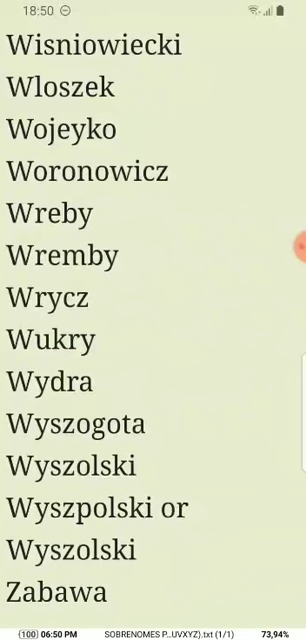 18:50
Wisniowiecki
Wloszek
Wojeyko
Woronowicz
Wreby
Wremby
Wrycz
Wukry
Wydra
Wyszogota
Wyszolski
Wyszpolski or
Wyszolski
Zabawa
100 06:50 PM SOBRENOMES P..UVXYZ).txt (1/1) 73,94%